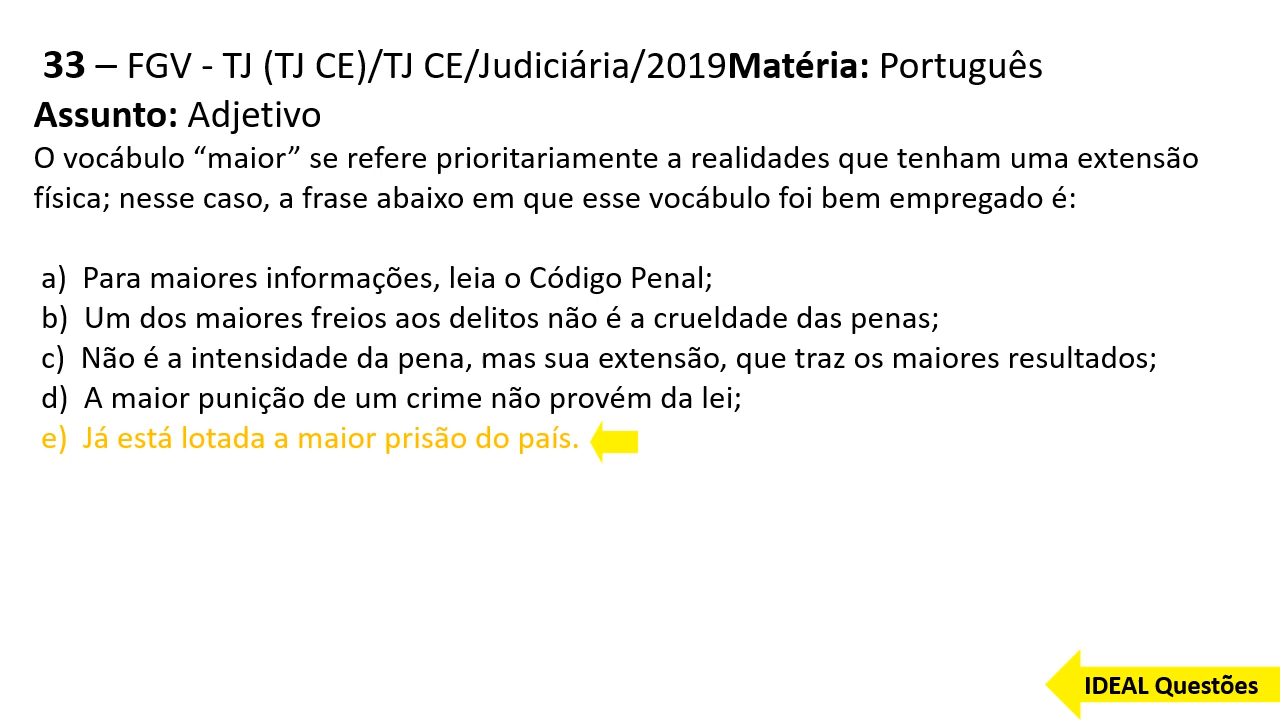 33 – FGV - TJ (TJ CE)/TJ CE/Judiciária/2019Matéria: Português
Assunto: Adjetivo
O vocábulo “maior” se refere prioritariamente a realidades que tenham uma extensão
física; nesse caso, a frase abaixo em que esse vocábulo foi bem empregado é:
a) Para maiores informações, leia o Código Penal;
b) Um dos maiores freios aos delitos não é a crueldade das penas;
c) Não é a intensidade da pena, mas sua extensão, que traz os maiores resultados;
d) A maior punição de um crime não provém da lei;
e) Já está lotada a maior prisão do país.
IDEAL Questões